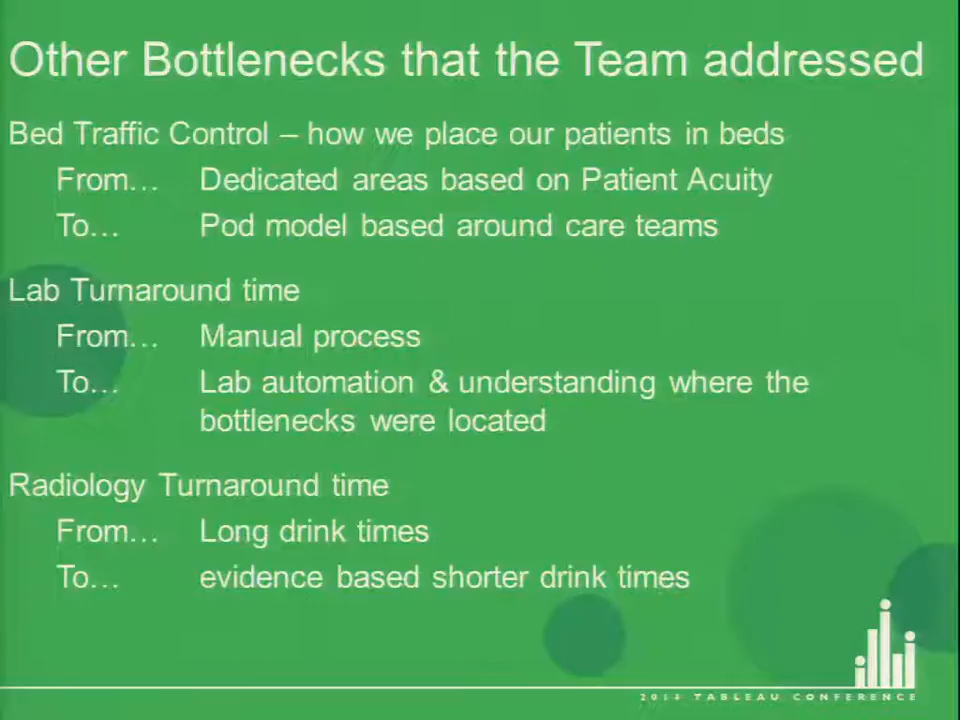 Other Bottlenecks that the Team addressed
Bed Traffic Control – how we place our patients in beds
From… Dedicated areas based on Patient Acuity
To… Pod model based around care teams
Lab Turnaround time
From… Manual process
To… Lab automation & understanding where the
bottlenecks were located
Radiology Turnaround time
From… Long drink times
To… evidence based shorter drink times
2014 TABLEAU CONFERENCE